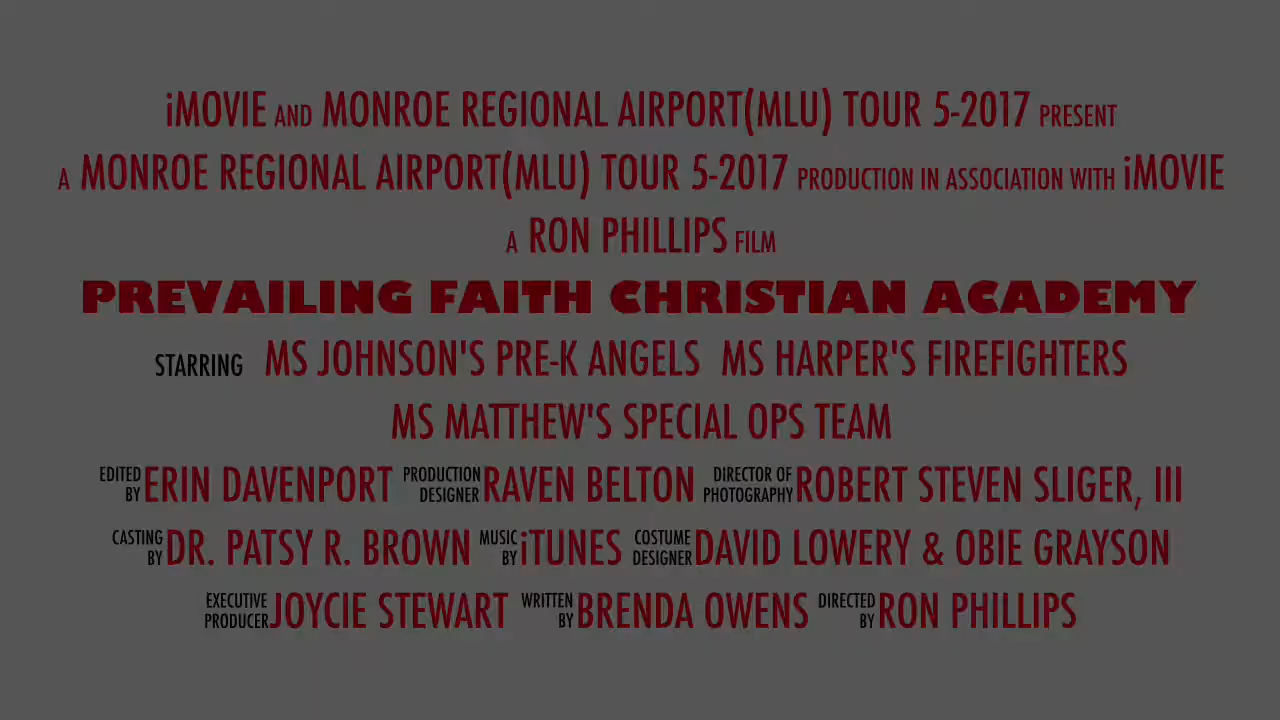 iMOVIE AND MONROE REGIONAL AIRPORT(MLU) TOUR 5-2017 PRESENT
A MONROE REGIONAL AIRPORT(MLU) TOUR 5-2017 PRODUCTION IN ASSOCIATION WITH iMOVIE
A RON PHILLIPS FILM
PREVAILING FAITH CHRISTIAN ACADEMY
STARRING MS JOHNSON'S PRE-K ANGELS MS HARPER'S FIREFIGHTERS
MS MATTHEW'S SPECIAL OPS TEAM
EDITED BY ERIN DAVENPORT PRODUCTION DESIGNER RAVEN BELTON DIRECTOR OF PHOTOGRAPHY ROBERT STEVEN SLIGER, III
CASTING BY DR. PATSY R. BROWN MUSIC BY iTUNES COSTUME DESIGNER DAVID LOWERY & OBIE GRAYSON
EXECUTIVE PRODUCER JOYCIE STEWART WRITTEN BY BRENDA OWENS DIRECTED BY RON PHILLIPS